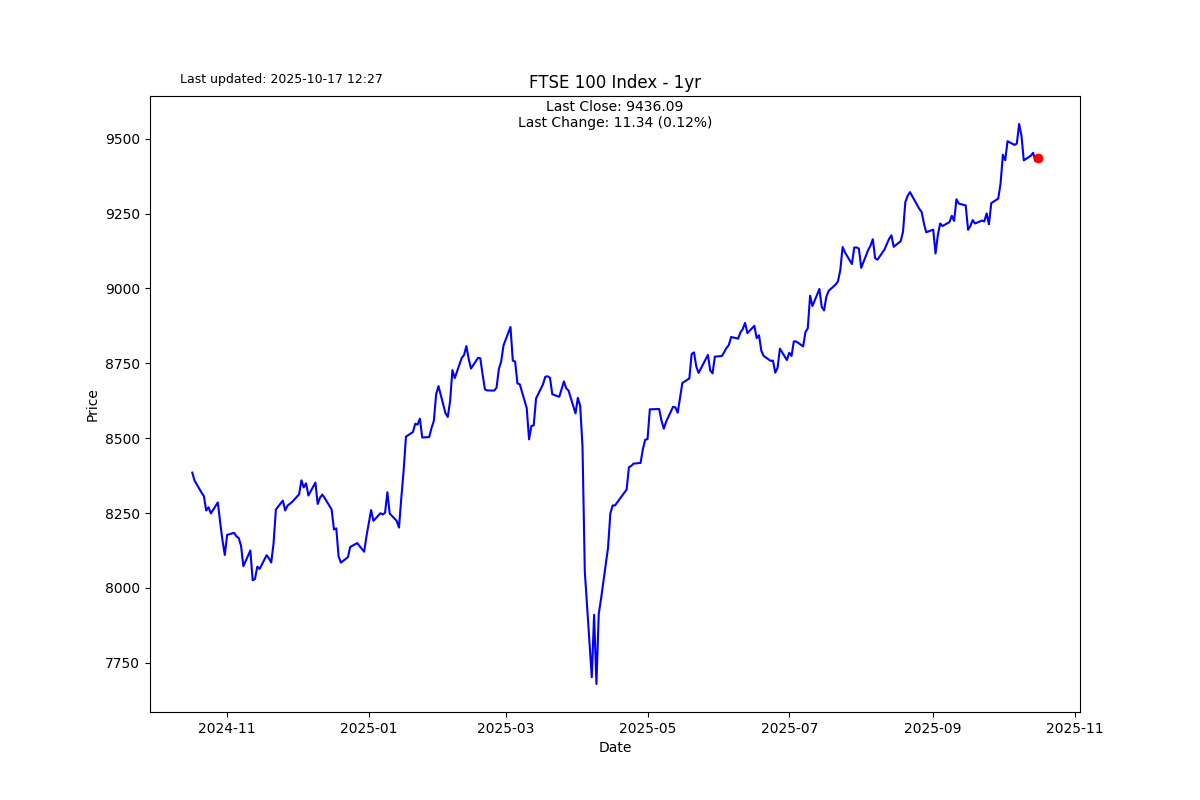 Last updated: 2025-10-17 12:27
FTSE 100 Index - 1yr
Last Close: 9436.09
Last Change: 11.34 (0.12%)
9500
9250
9000
8750
8500
8250
8000
7750
Price
2024-11 2025-01 2025-03 2025-05 2025-07 2025-09 2025-11
Date